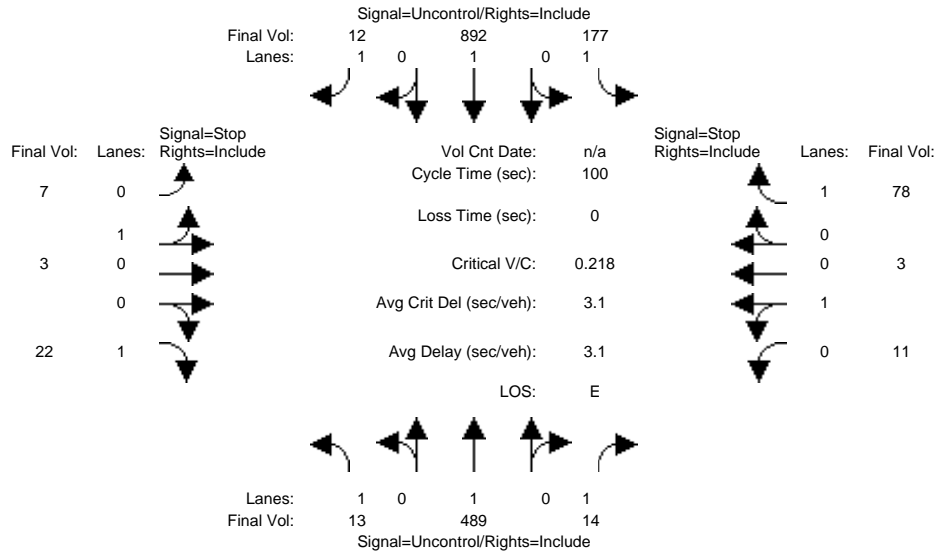 Signal=Uncontrol/Rights=Include
Final Vol: 12 892 177
Lanes: 1 0 1 0 1
Signal=Stop
Final Vol: Lanes: Rights=Include
Vol Cnt Date: n/a
Signal=Stop
Rights=Include Lanes: Final Vol:
Cycle Time (sec): 100
7 0
1 78
Loss Time (sec): 0
1
0
3 0
Critical V/C: 0.218
0 3
0
Avg Crit Del (sec/veh): 3.1
1
22 1
Avg Delay (sec/veh): 3.1
0 11
LOS: E
Lanes: 1 0 1 0 1
Final Vol: 13 489 14
Signal=Uncontrol/Rights=Include